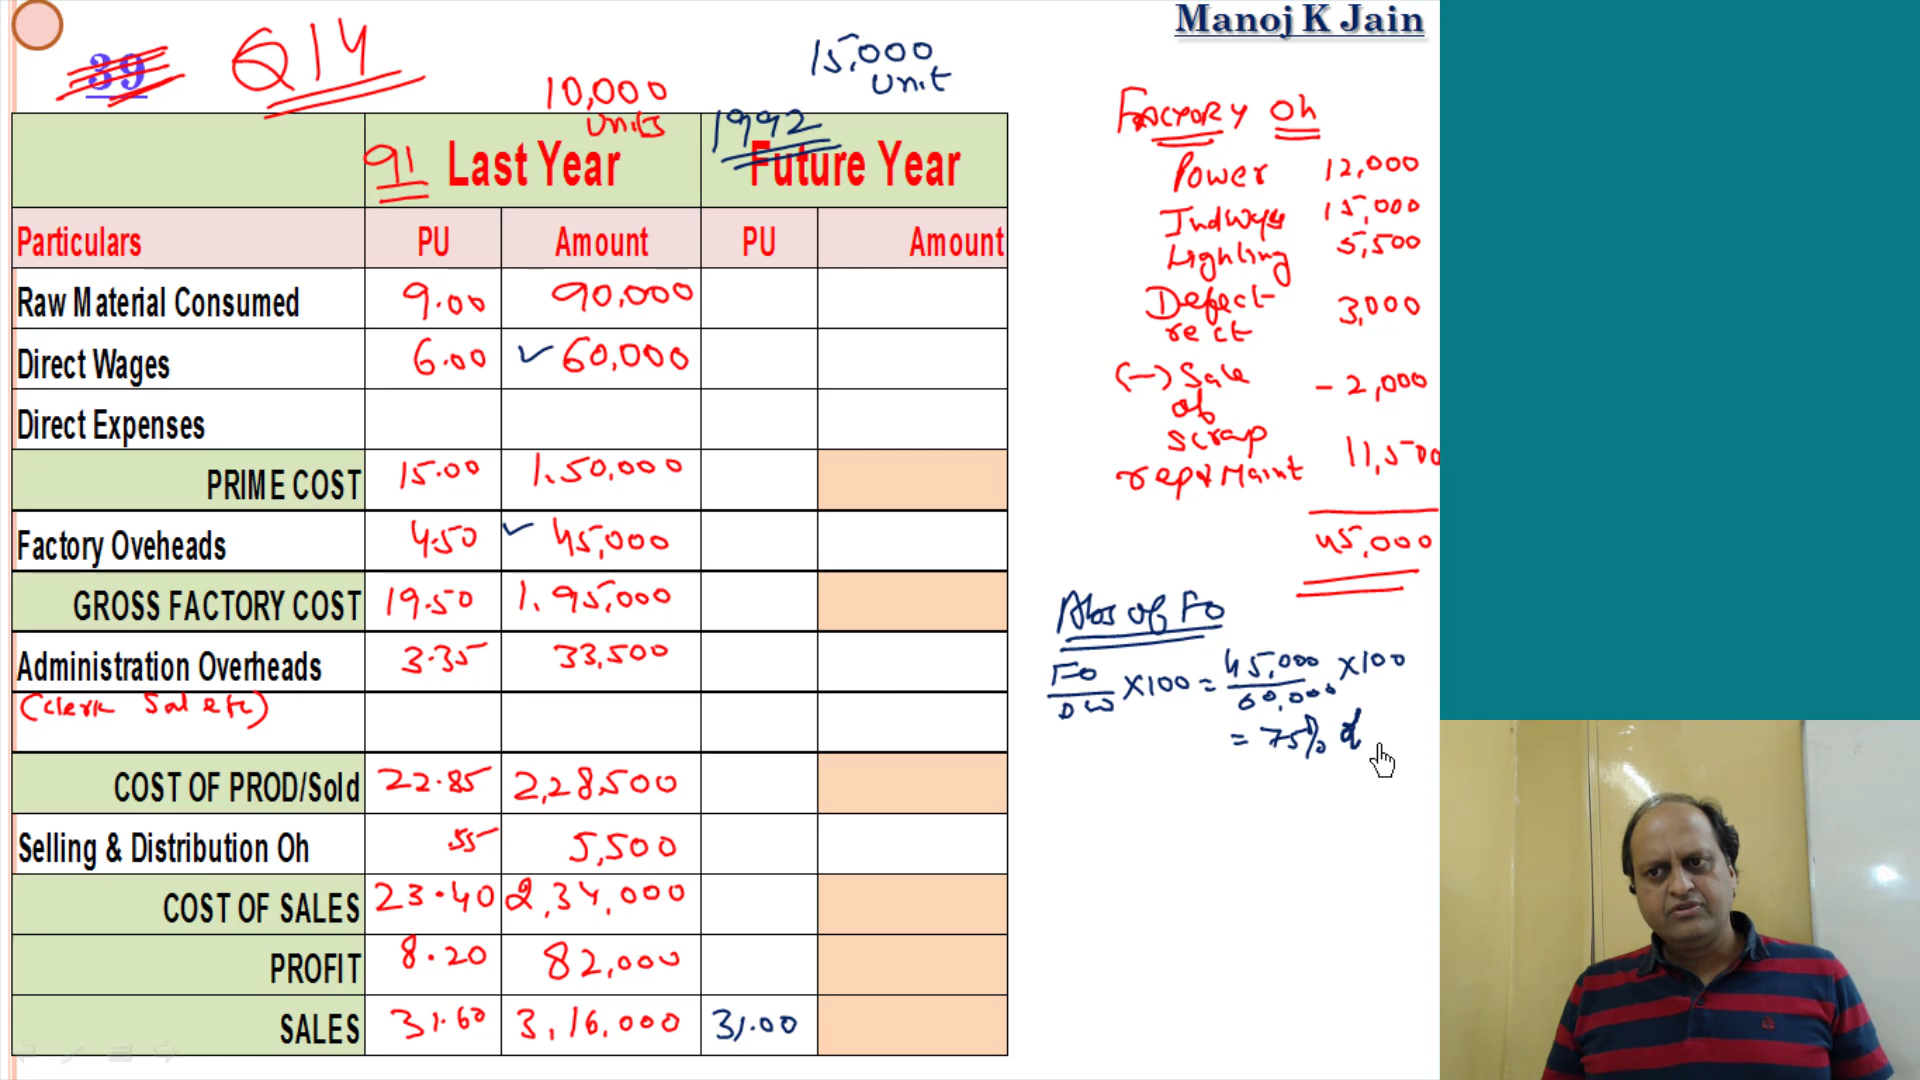 Manoj K Jain
39 Q14
10,000 units
15,000 unit
1992
91 Last Year Future Year
Particulars PU Amount PU Amount
Raw Material Consumed 9.00 90,000
Direct Wages 6.00 ✓ 60,000
Direct Expenses
PRIME COST 15.00 1,50,000
Factory Oveheads 4.50 ✓ 45,000
GROSS FACTORY COST 19.50 1,95,000
Administration Overheads 3.35 33,500
(Clerk Sal etc)
COST OF PROD/Sold 22.85 2,28,500
Selling & Distribution Oh .55 5,500
COST OF SALES 23.40 2,34,000
PROFIT 8.20 82,000
SALES 31.60 3,16,000 31.00
Factory Oh
Power 12,000
Ind Wges 15,000
Lighling 5,500
Defect- 3,000
rect
(-) Sale - 2,000
of
scrap
rep & Maint 11,500
45,000
Abs of Fo
Fo/DW X100 = 45,000/60,000 X100
= 75% of